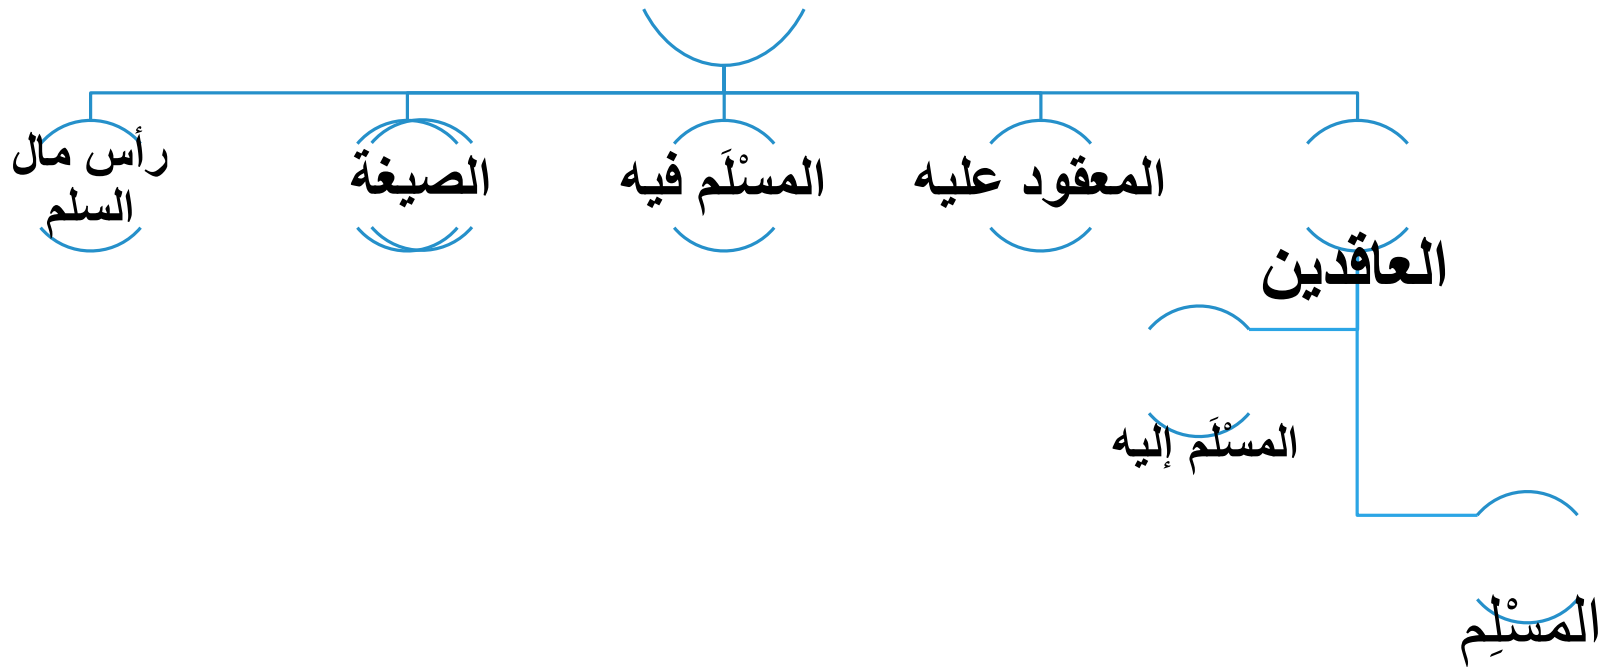 العاقدين
المعقود عليه
المسْلَم فيه
الصيغة
رأس مال
السلم
المسْلَم إليه
المسْلِم